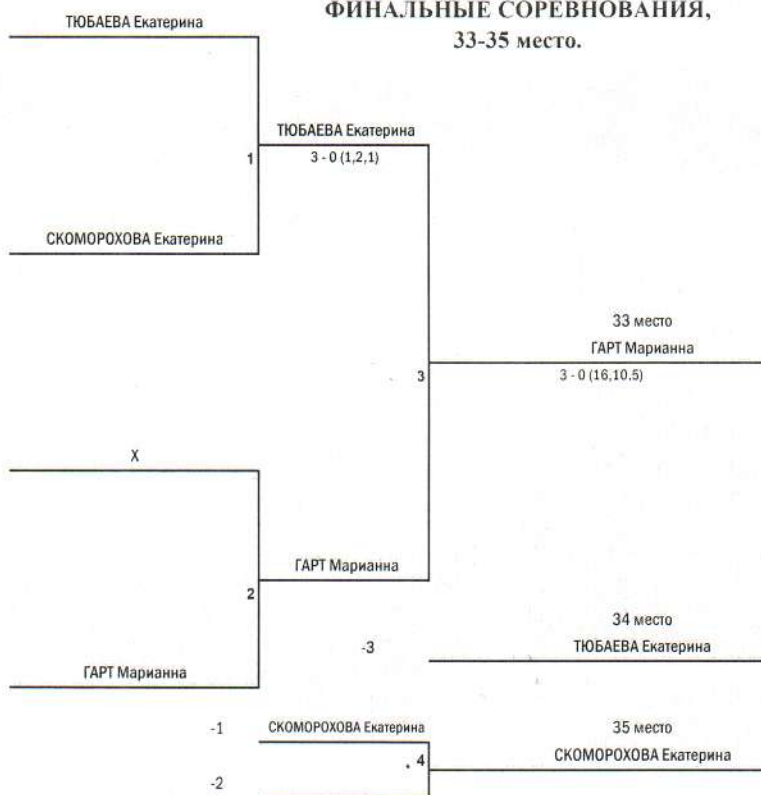 ФИНАЛЬНЫЕ СОРЕВНОВАНИЯ,
33-35 место.
ТЮБАЕВА Екатерина
ТЮБАЕВА Екатерина
1
3 - 0 (1,2,1)
СКОМОРОХОВА Екатерина
33 место
ГАРТ Марианна
3
3 - 0 (16,10,5)
X
ГАРТ Марианна
2
34 место
-3
ТЮБАЕВА Екатерина
ГАРТ Марианна
-1
СКОМОРОХОВА Екатерина
35 место
4
СКОМОРОХОВА Екатерина
-2